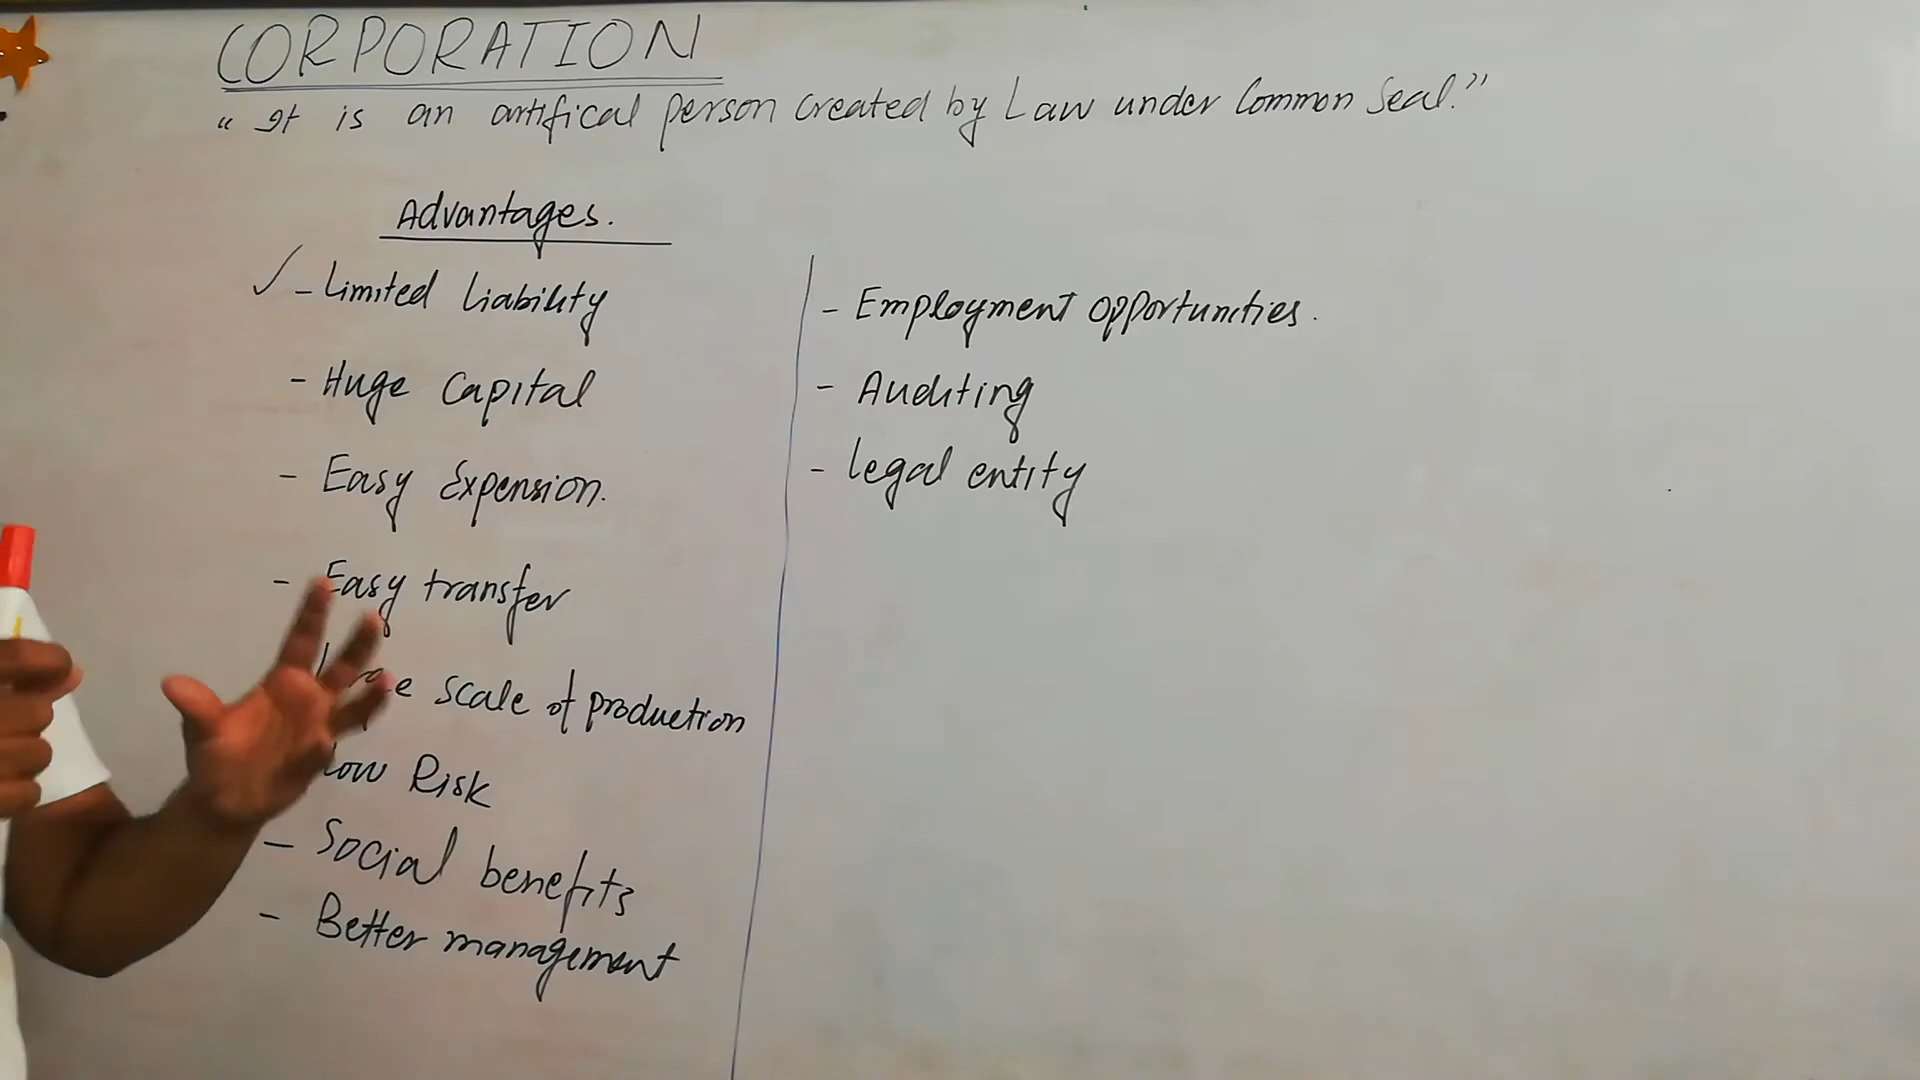 CORPORATION
“ It is an artifical person created by Law under Common Seal.”
Advantages.
✓ - Limited Liability
- Huge Capital
- Easy Expension.
- Easy transfer
scale of production
Low Risk
- Social benefits
- Better management
- Employment opportunities.
- Auditing
- legal entity